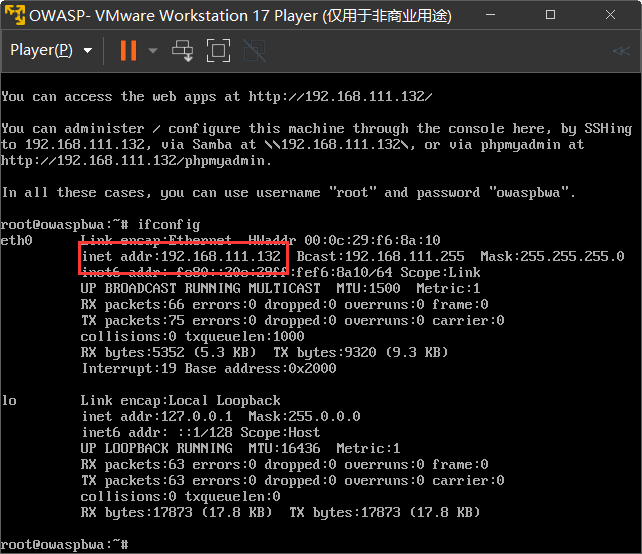 OWASP- VMware Workstation 17 Player (仅用于非商业用途)
Player(P)
You can access the web apps at http://192.168.111.132/
You can administer / configure this machine through the console here, by SSHing
to 192.168.111.132, via Samba at \\192.168.111.132\, or via phpmyadmin at
http://192.168.111.132/phpmyadmin.
In all these cases, you can use username "root" and password "owaspbwa".
root@owaspbwa:~# ifconfig
eth0      Link encap:Ethernet  HWaddr 00:0c:29:f6:8a:10
          inet addr:192.168.111.132  Bcast:192.168.111.255  Mask:255.255.255.0
          inet6 addr: fe80::20c:29ff:fef6:8a10/64 Scope:Link
          UP BROADCAST RUNNING MULTICAST  MTU:1500  Metric:1
          RX packets:66 errors:0 dropped:0 overruns:0 frame:0
          TX packets:75 errors:0 dropped:0 overruns:0 carrier:0
          collisions:0 txqueuelen:1000
          RX bytes:5352 (5.3 KB)  TX bytes:9320 (9.3 KB)
          Interrupt:19 Base address:0x2000
lo        Link encap:Local Loopback
          inet addr:127.0.0.1  Mask:255.0.0.0
          inet6 addr: ::1/128 Scope:Host
          UP LOOPBACK RUNNING  MTU:16436  Metric:1
          RX packets:63 errors:0 dropped:0 overruns:0 frame:0
          TX packets:63 errors:0 dropped:0 overruns:0 carrier:0
          collisions:0 txqueuelen:0
          RX bytes:17873 (17.8 KB)  TX bytes:17873 (17.8 KB)
root@owaspbwa:~#